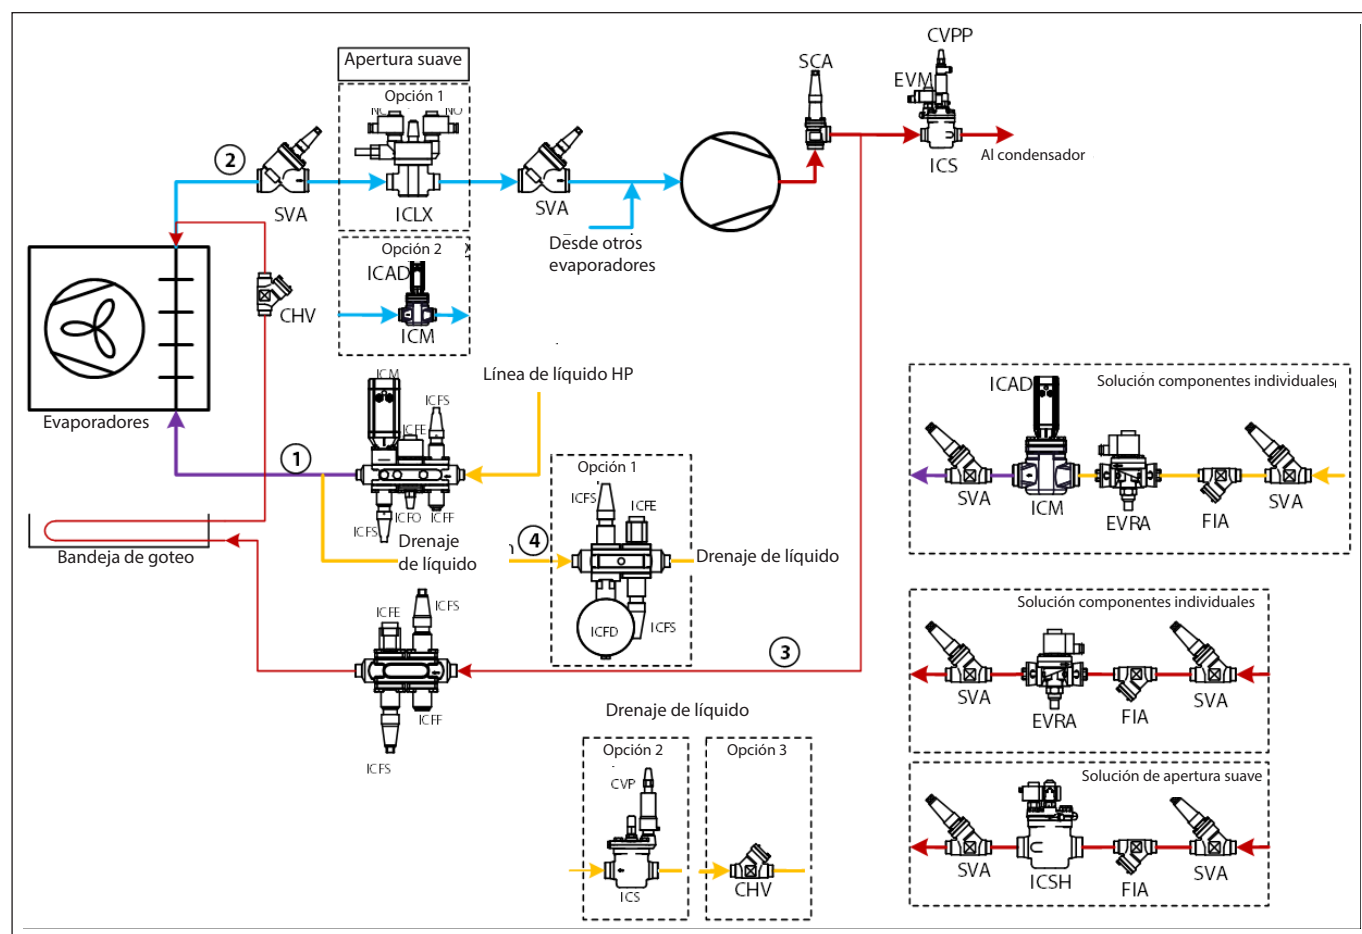 Apertura suave
Opción 1
NO
2
SVA
ICLX
SVA
SCA
CVPP
EVM
ICS
Al condensador
Desde otros
evaporadores
Opción 2
ICAD
ICM
CHV
Evaporadores
Línea de líquido HP
ICM
ICFS
ICFE
1
ICFS
ICFO
ICFF
Drenaje
de líquido
4
Opción 1
ICFS
ICFE
Drenaje de líquido
ICFD
ICFS
Bandeja de goteo
ICFE
ICFS
ICFF
ICFS
3
Drenaje de líquido
Opción 2
CVP
ICS
Opción 3
CHV
Solución componentes individuales
ICAD
SVA
ICM
EVRA
FIA
SVA
Solución componentes individuales
SVA
EVRA
FIA
SVA
Solución de apertura suave
SVA
ICSH
FIA
SVA